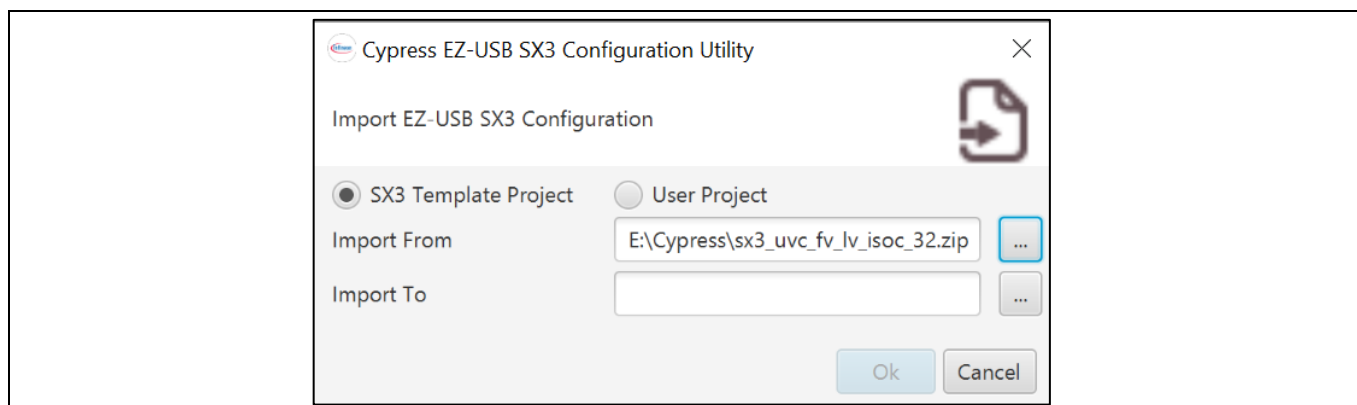 Cypress EZ-USB SX3 Configuration Utility
Import EZ-USB SX3 Configuration
SX3 Template Project User Project
Import From E:\Cypress\sx3_uvc_fv_lv_isoc_32.zip ...
Import To ...
Ok Cancel